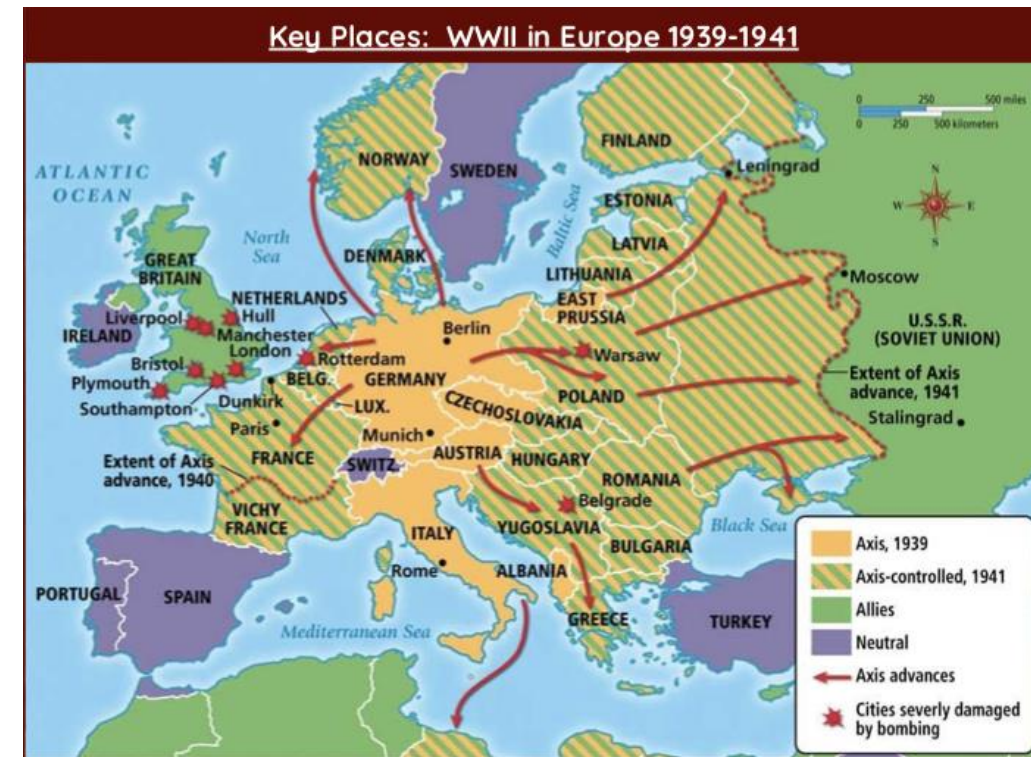 Key Places: WWII in Europe 1939-1941
0 250 500 miles
0 250 500 kilometers
N
W E
S
ATLANTIC
OCEAN
North
Sea
Baltic Sea
NORWAY
SWEDEN
FINLAND
Leningrad
ESTONIA
LATVIA
LITHUANIA
EAST
PRUSSIA
DENMARK
GREAT
BRITAIN
IRELAND
Liverpool
Hull
Manchester
London
Bristol
Plymouth
Southampton
NETHERLANDS
Rotterdam
BELG.
LUX.
Dunkirk
Paris
Berlin
GERMANY
Munich
Warsaw
POLAND
CZECHOSLOVAKIA
AUSTRIA
HUNGARY
ROMANIA
Moscow
U.S.S.R.
(SOVIET UNION)
Extent of Axis
advance, 1941
Stalingrad
Extent of Axis
advance, 1940
FRANCE
VICHY
FRANCE
SWITZ.
ITALY
Rome
Belgrade
YUGOSLAVIA
BULGARIA
ALBANIA
GREECE
Black Sea
TURKEY
PORTUGAL
SPAIN
Mediterranean Sea
Axis, 1939
Axis-controlled, 1941
Allies
Neutral
Axis advances
Cities severly damaged
by bombing